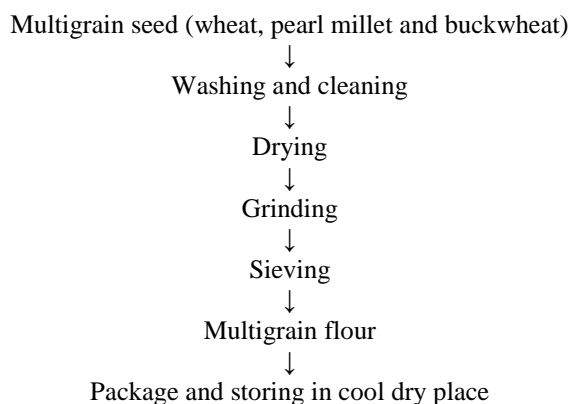 Multigrain seed (wheat, pearl millet and buckwheat)
↓
Washing and cleaning
↓
Drying
↓
Grinding
↓
Sieving
↓
Multigrain flour
↓
Package and storing in cool dry place